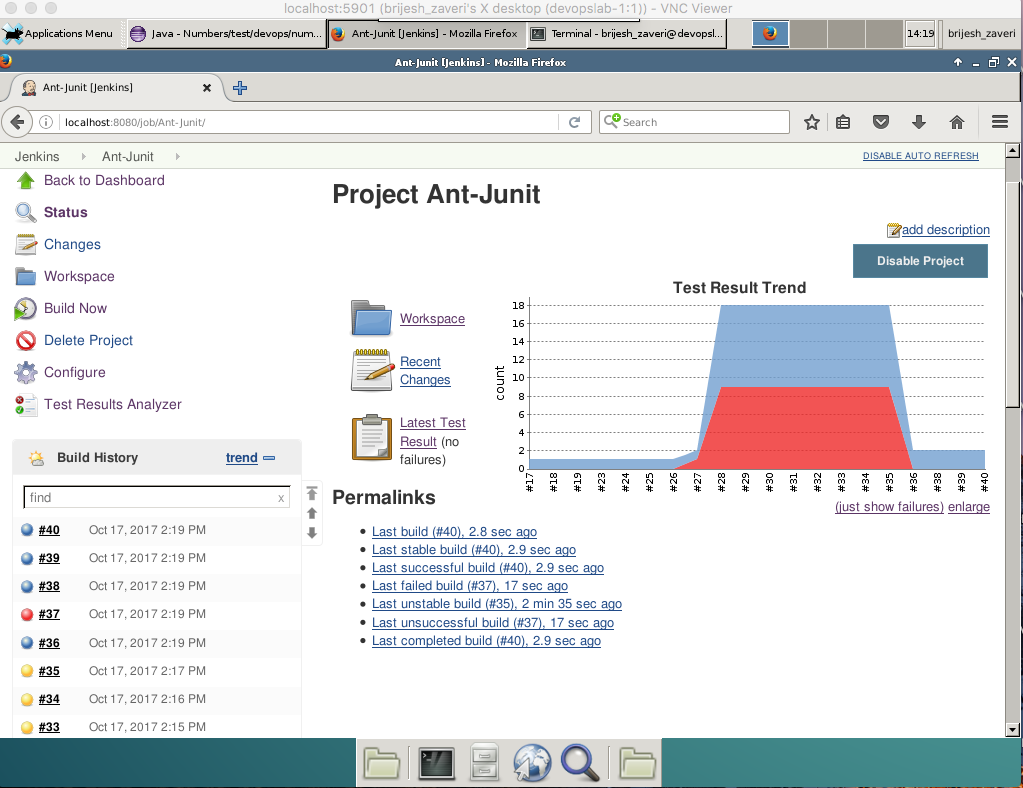 localhost:5901 (brijesh_zaveri's X desktop (devopslab-1:1)) - VNC Viewer
Applications Menu
Java - Numbers/test/devops/num...
Ant-Junit [Jenkins] - Mozilla Firefox
Terminal - brijesh_zaveri@devopsl...
14:19
brijesh_zaveri
Ant-Junit [Jenkins] - Mozilla Firefox
Ant-Junit [Jenkins]
localhost:8080/job/Ant-Junit/
Search
Jenkins
Ant-Junit
DISABLE AUTO REFRESH
Back to Dashboard
Status
Changes
Workspace
Build Now
Delete Project
Configure
Test Results Analyzer
Build History
trend
find
x
#40 Oct 17, 2017 2:19 PM
#39 Oct 17, 2017 2:19 PM
#38 Oct 17, 2017 2:19 PM
#37 Oct 17, 2017 2:19 PM
#36 Oct 17, 2017 2:19 PM
#35 Oct 17, 2017 2:17 PM
#34 Oct 17, 2017 2:16 PM
#33 Oct 17, 2017 2:15 PM
Project Ant-Junit
add description
Disable Project
Workspace
Recent
Changes
Latest Test
Result (no
failures)
Test Result Trend
count
18
16
14
12
10
8
6
4
2
0
#17
#18
#19
#23
#24
#25
#26
#27
#28
#29
#30
#31
#32
#33
#34
#35
#36
#38
#39
#40
(just show failures) enlarge
Permalinks
Last build (#40), 2.8 sec ago
Last stable build (#40), 2.9 sec ago
Last successful build (#40), 2.9 sec ago
Last failed build (#37), 17 sec ago
Last unstable build (#35), 2 min 35 sec ago
Last unsuccessful build (#37), 17 sec ago
Last completed build (#40), 2.9 sec ago